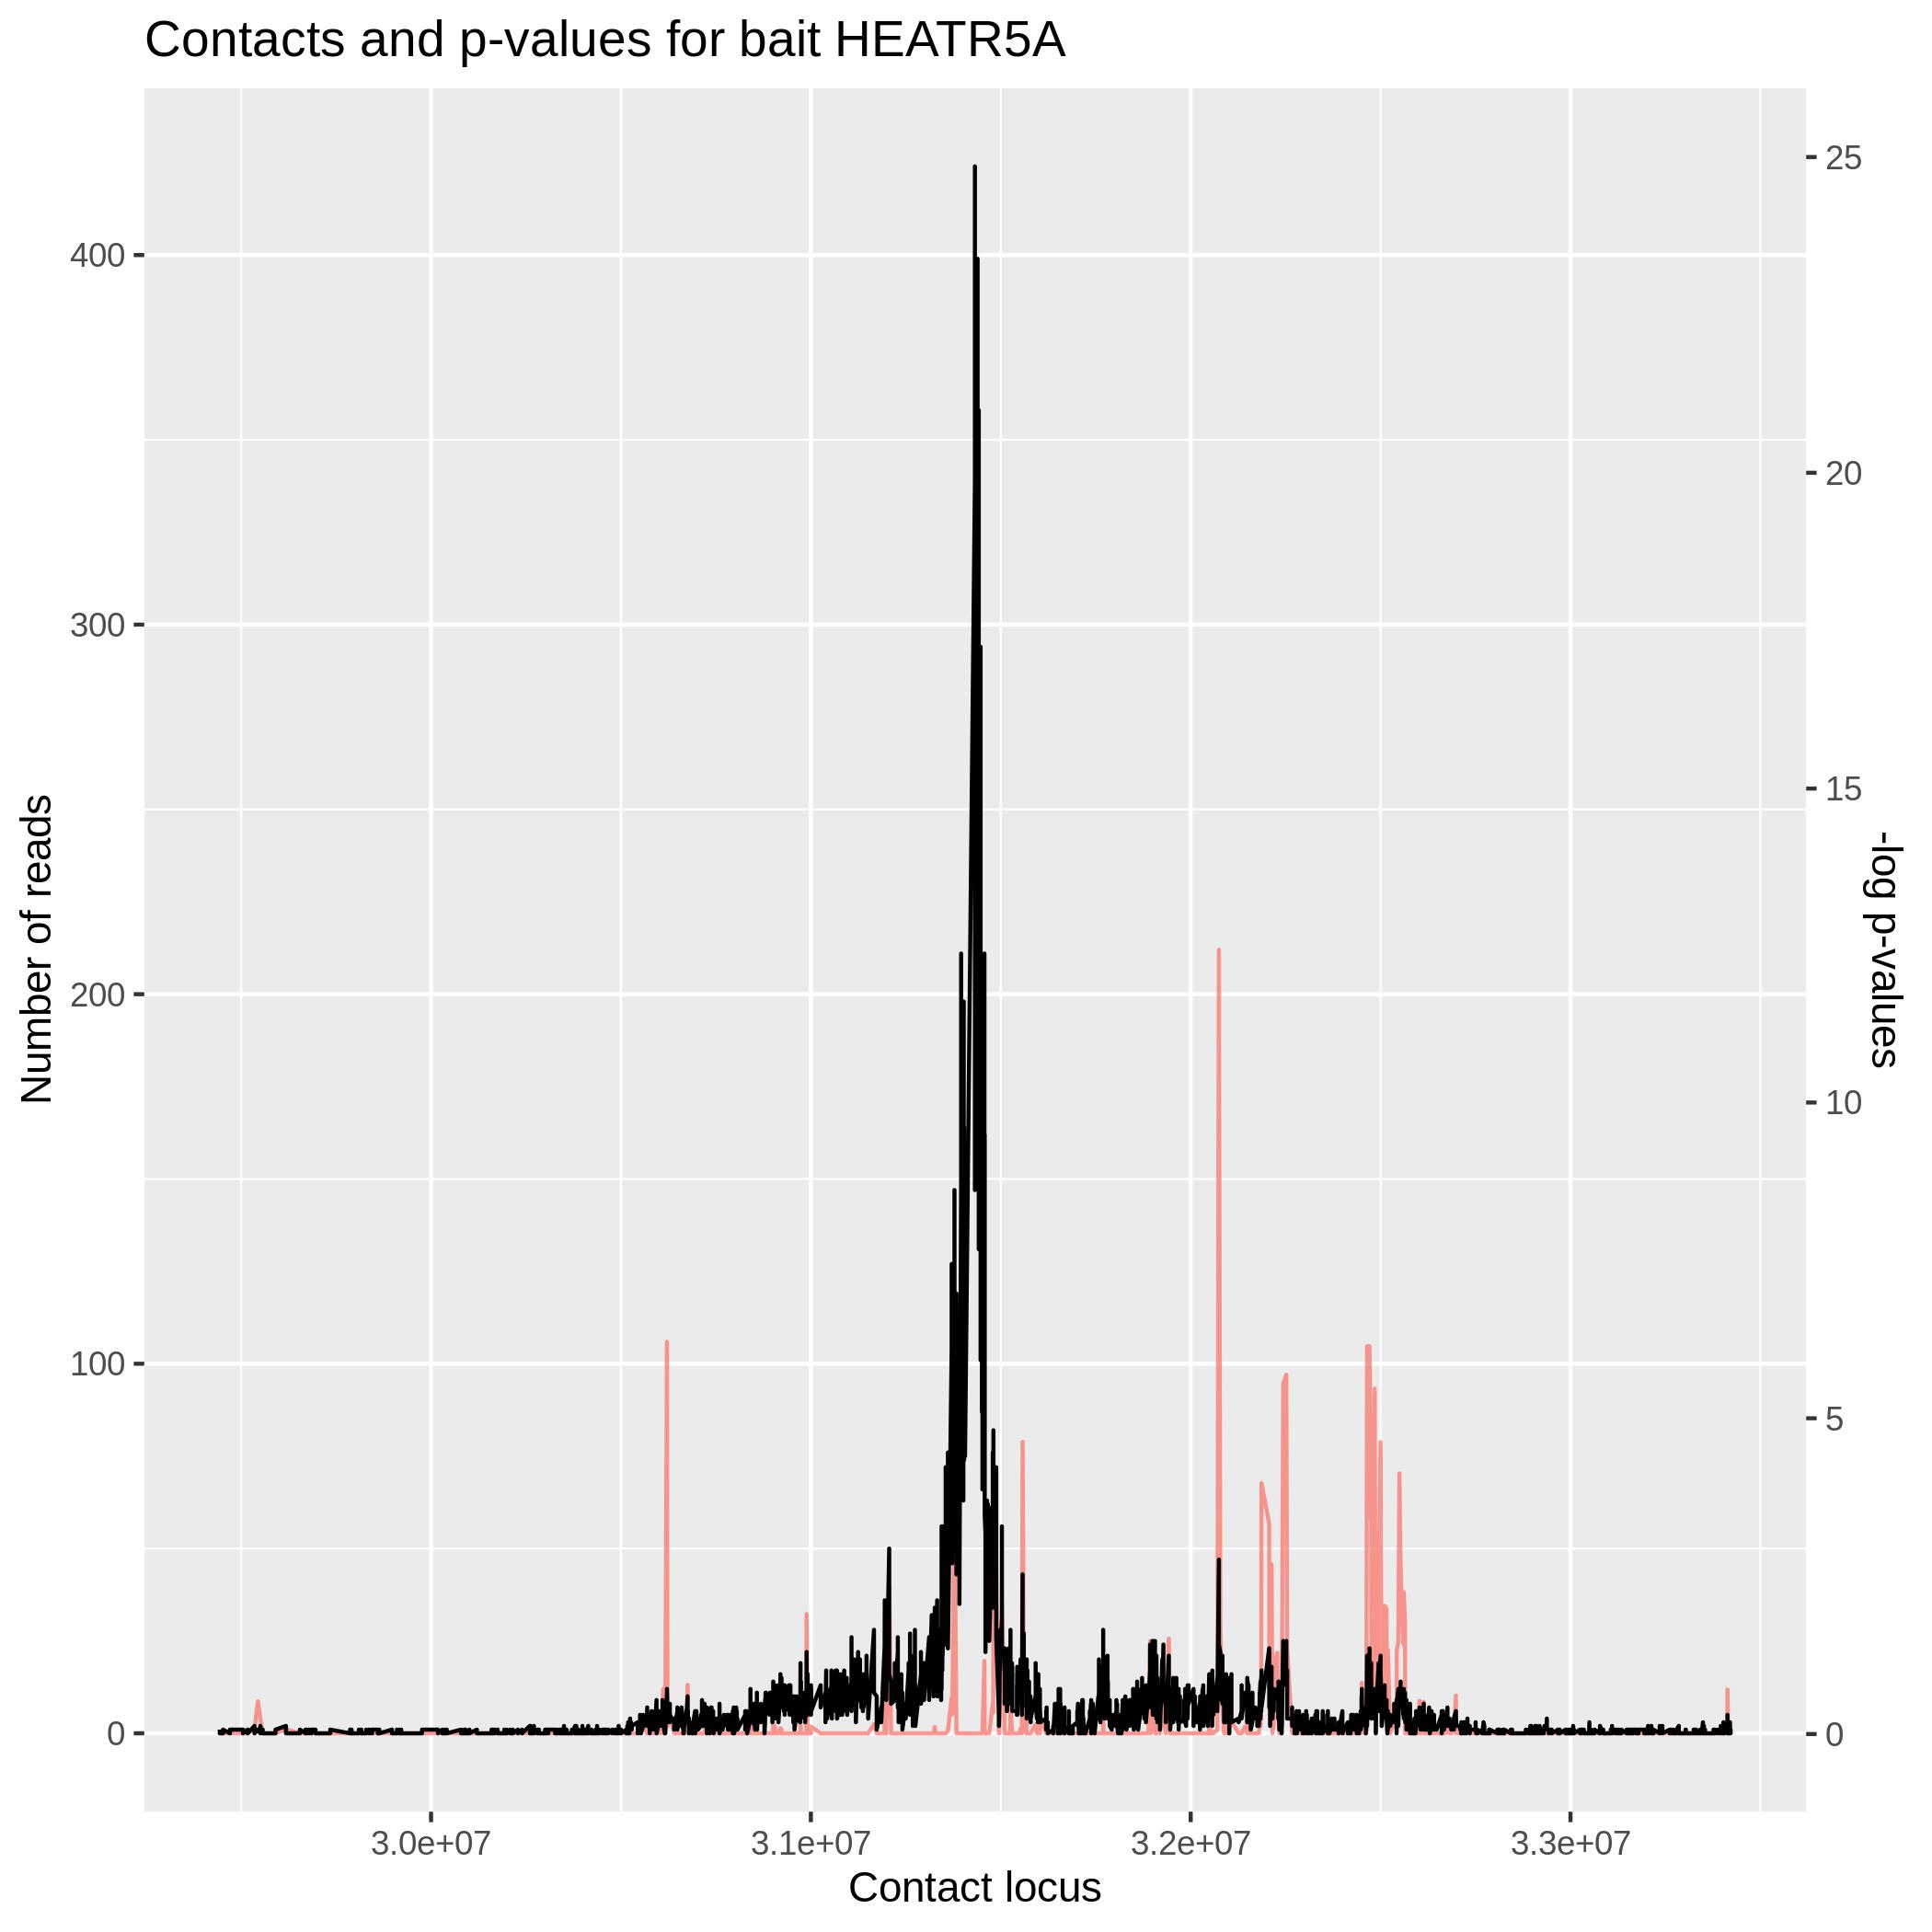 Contacts and p-values for bait HEATR5A
Number of reads
400
300
200
100
0
25
20
15
10
5
0
-log p-values
3.0e+07
3.1e+07
3.2e+07
3.3e+07
Contact locus